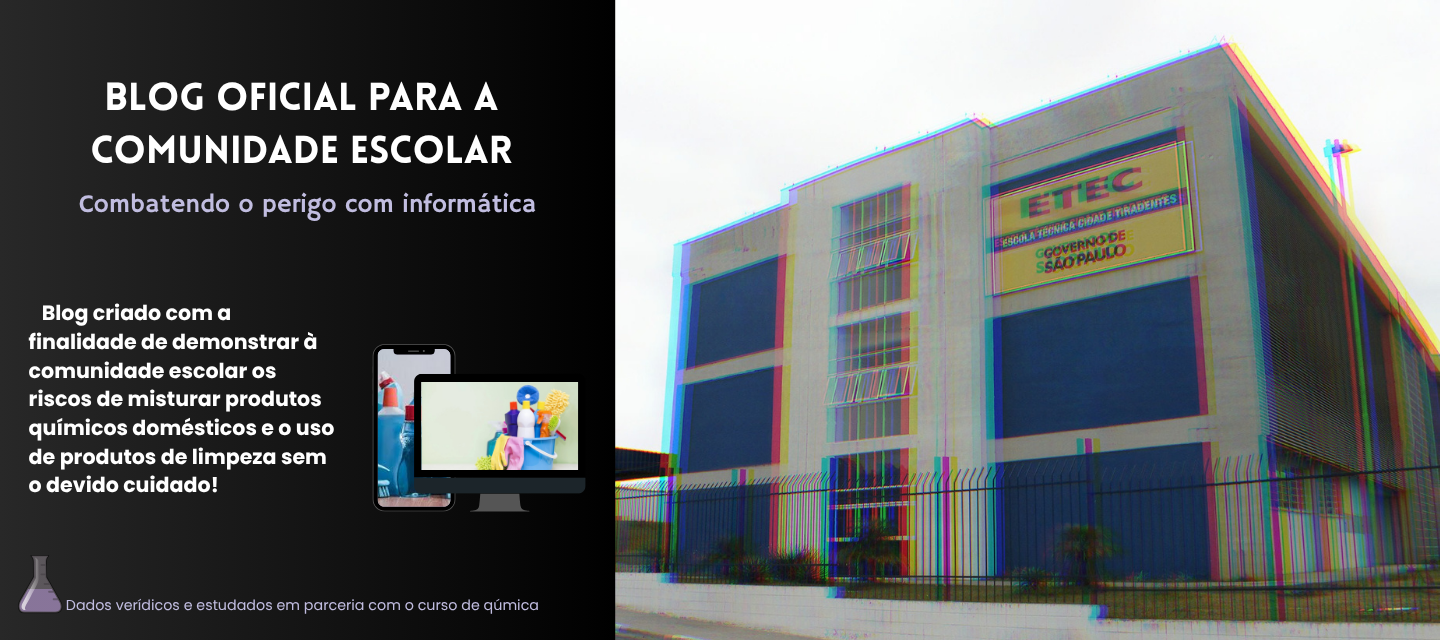 BLOG OFICIAL PARA A
COMUNIDADE ESCOLAR
Combatendo o perigo com informática
Blog criado com a
finalidade de demonstrar à
comunidade escolar os
riscos de misturar produtos
químicos domésticos e o uso
de produtos de limpeza sem
o devido cuidado!
Dados verídicos e estudados em parceria com o curso de qúmica
ETEC
ESCOLA TÉCNICA CIDADE TIRADENTES
GOVERNO DE
SÃO PAULO